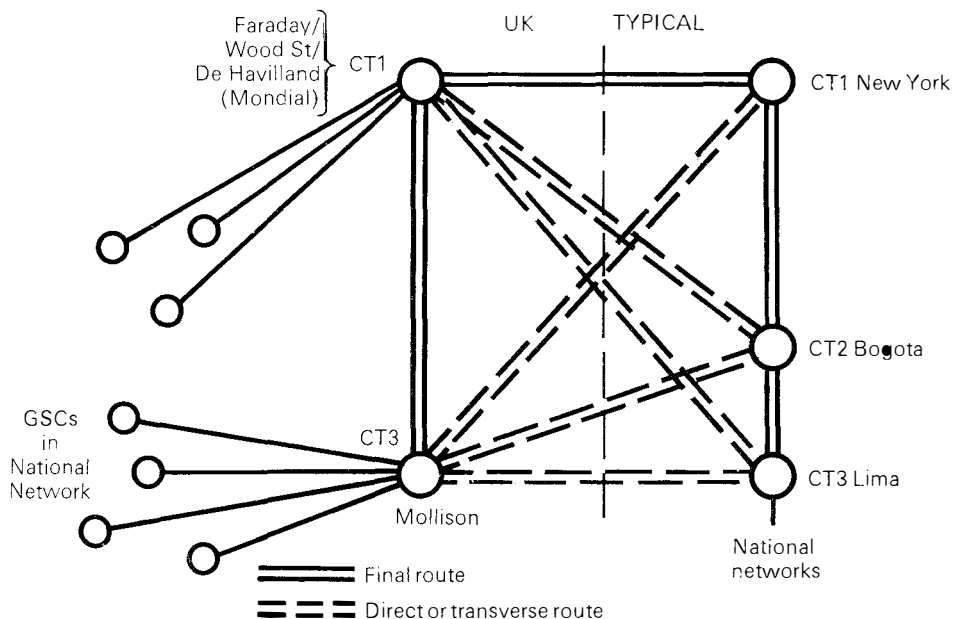 Faraday/
Wood St/
De Havilland
(Mondial)
CT1
UK
TYPICAL
CT1 New York
CT2 Bogota
GSCs
in
National
Network
CT3
Mollison
CT3 Lima
National
networks
Final route
Direct or transverse route